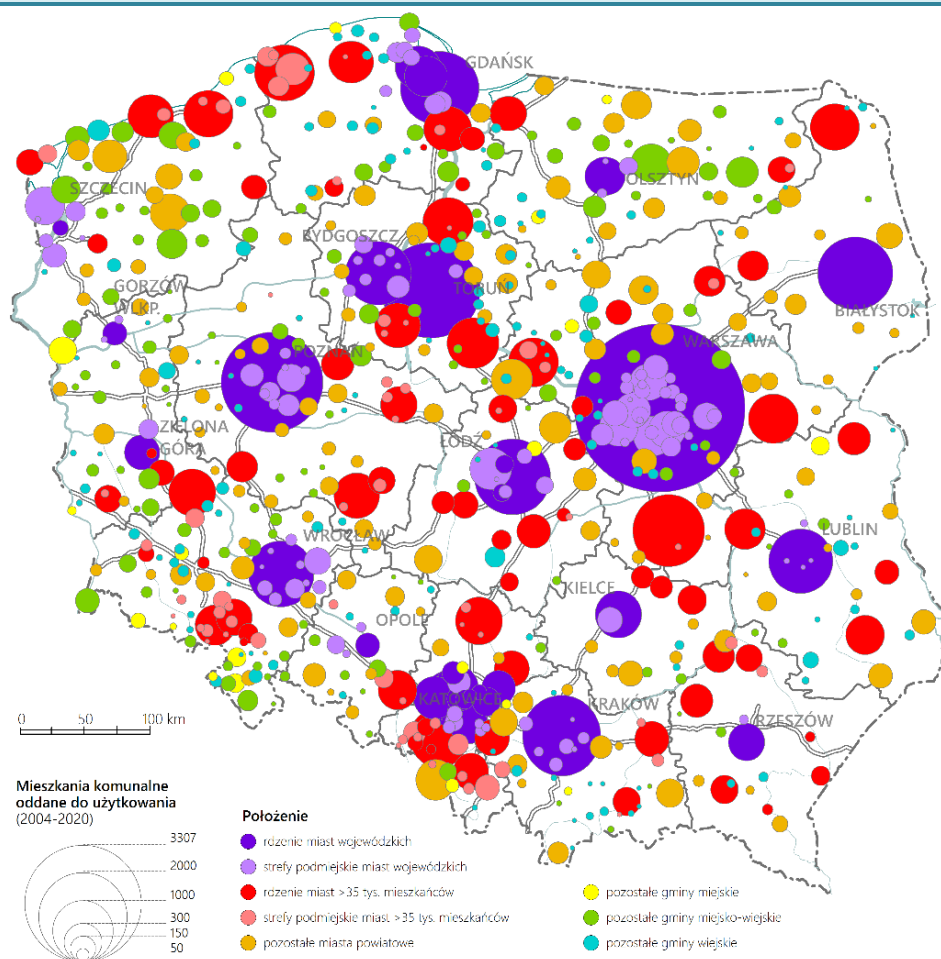 GDAŃSK
SZCZECIN
OLSZTYN
BYDGOSZCZ
GORZÓW
WLKP.
TORUŃ
BIAŁYSTOK
POZNAŃ
WARSZAWA
ZIELONA
GÓRA
ŁÓDŹ
WROCŁAW
LUBLIN
KIELCE
OPOLE
KATOWICE
KRAKÓW
RZESZÓW
0 50 100 km
Mieszkania komunalne
oddane do użytkowania
(2004-2020)
3307
2000
1000
300
150
50
Położenie
rdzenie miast wojewódzkich
strefy podmiejskie miast wojewódzkich
rdzenie miast >35 tys. mieszkańców
strefy podmiejskie miast >35 tys. mieszkańców
pozostałe miasta powiatowe
pozostałe gminy miejskie
pozostałe gminy miejsko-wiejskie
pozostałe gminy wiejskie